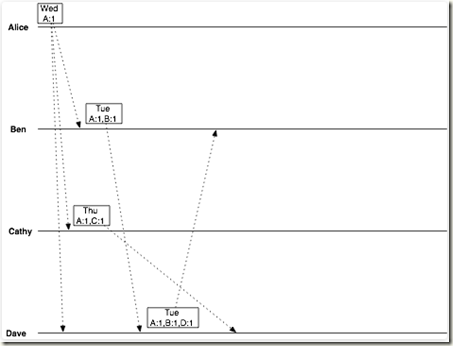 Wed
A:1
Alice
Tue
A:1,B:1
Ben
Thu
A:1,C:1
Cathy
Tue
A:1,B:1,D:1
Dave